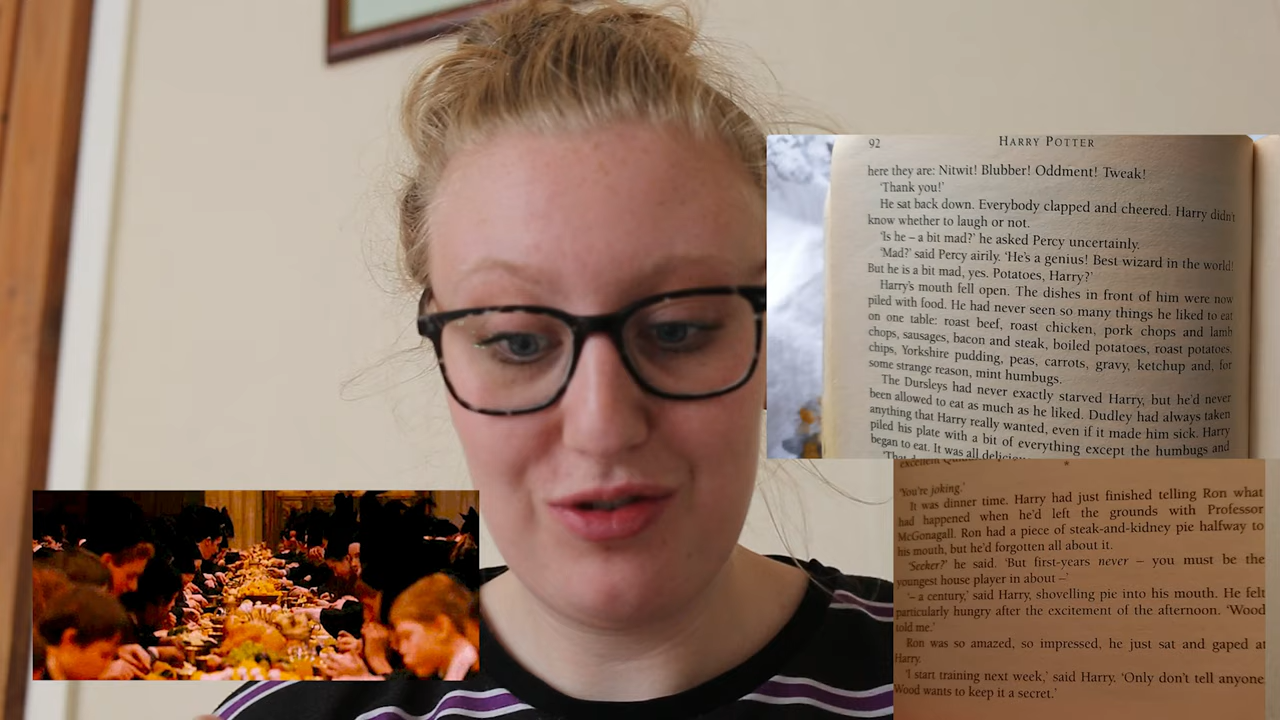 92 HARRY POTTER
here they are: Nitwit! Blubber! Oddment! Tweak!
'Thank you!'
He sat back down. Everybody clapped and cheered. Harry didn't
know whether to laugh or not.
'Is he – a bit mad?' he asked Percy uncertainly.
'Mad?' said Percy airily. 'He's a genius! Best wizard in the world!
But he is a bit mad, yes. Potatoes, Harry?'
Harry's mouth fell open. The dishes in front of him were now
piled with food. He had never seen so many things he liked to eat
on one table: roast beef, roast chicken, pork chops and lamb
chops, sausages, bacon and steak, boiled potatoes, roast potatoes,
chips, Yorkshire pudding, peas, carrots, gravy, ketchup and, for
some strange reason, mint humbugs.
The Dursleys had never exactly starved Harry, but he'd never
been allowed to eat as much as he liked. Dudley had always taken
anything that Harry really wanted, even if it made him sick. Harry
piled his plate with a bit of everything except the humbugs and
began to eat. It was all
'You're joking.'
It was dinner time. Harry had just finished telling Ron what
had happened when he'd left the grounds with Professor
McGonagall. Ron had a piece of steak-and-kidney pie halfway to
his mouth, but he'd forgotten all about it.
'Seeker?' he said. 'But first-years never – you must be the
youngest house player in about –'
'– a century,' said Harry, shovelling pie into his mouth. He felt
particularly hungry after the excitement of the afternoon. 'Wood
told me.'
Ron was so amazed, so impressed, he just sat and gaped at
Harry.
'I start training next week,' said Harry. 'Only don't tell anyone,
Wood wants to keep it a secret.'